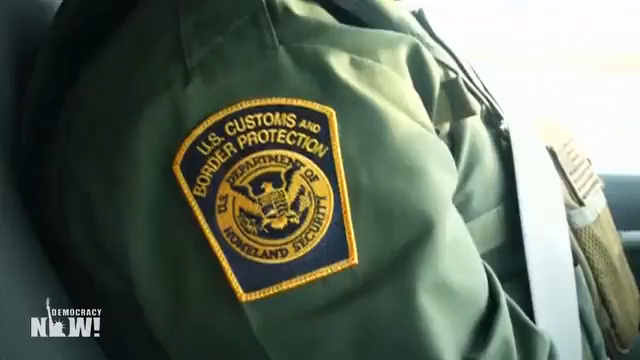 U.S. CUSTOMS AND
BORDER PROTECTION
U.S. DEPARTMENT OF
HOMELAND SECURITY
DEMOCRACY
NOW!